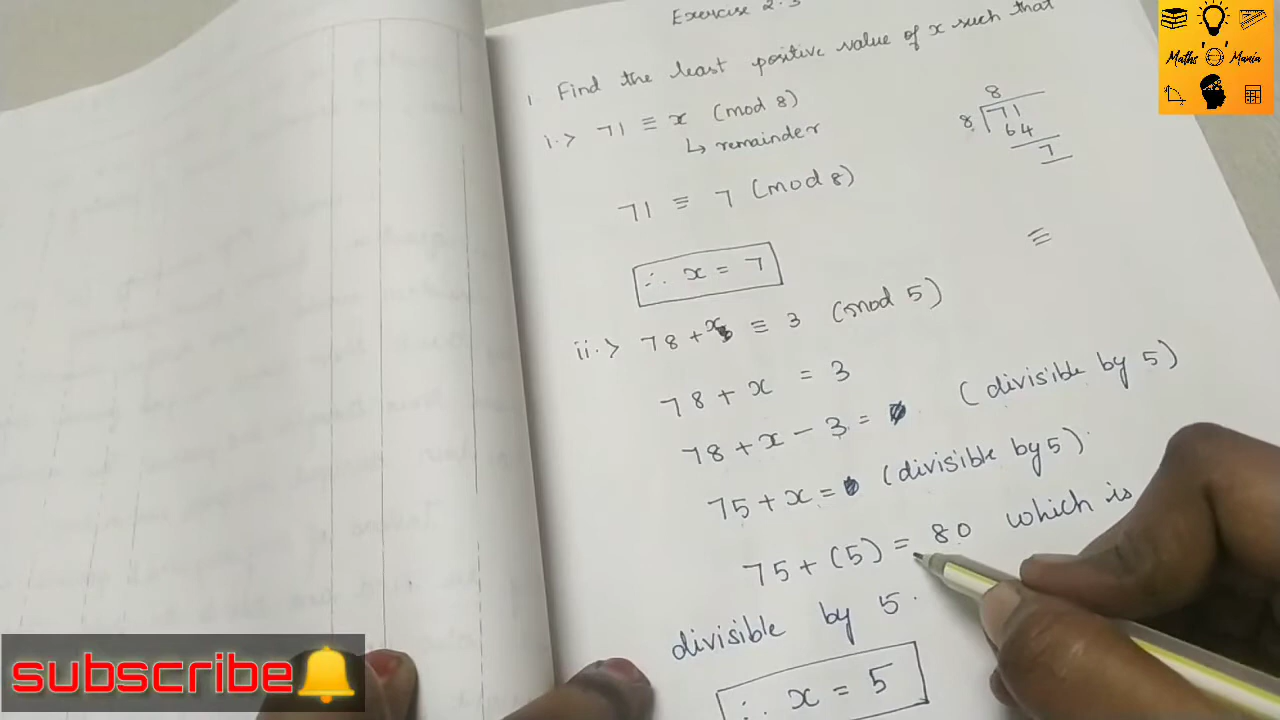 Exercise 2.3
1. Find the least positive value of x such that
i.> 71 ≡ x (mod 8)
↳ remainder
8
8 71
64
7
71 ≡ 7 (mod 8)
≡
∴ x = 7
ii.> 78 + x ≡ 3 (mod 5)
78 + x = 3
78 + x - 3 = (divisible by 5)
75 + x = (divisible by 5).
75 + (5) = 80 which is
divisible by 5.
∴ x = 5
Maths Mania
subscribe